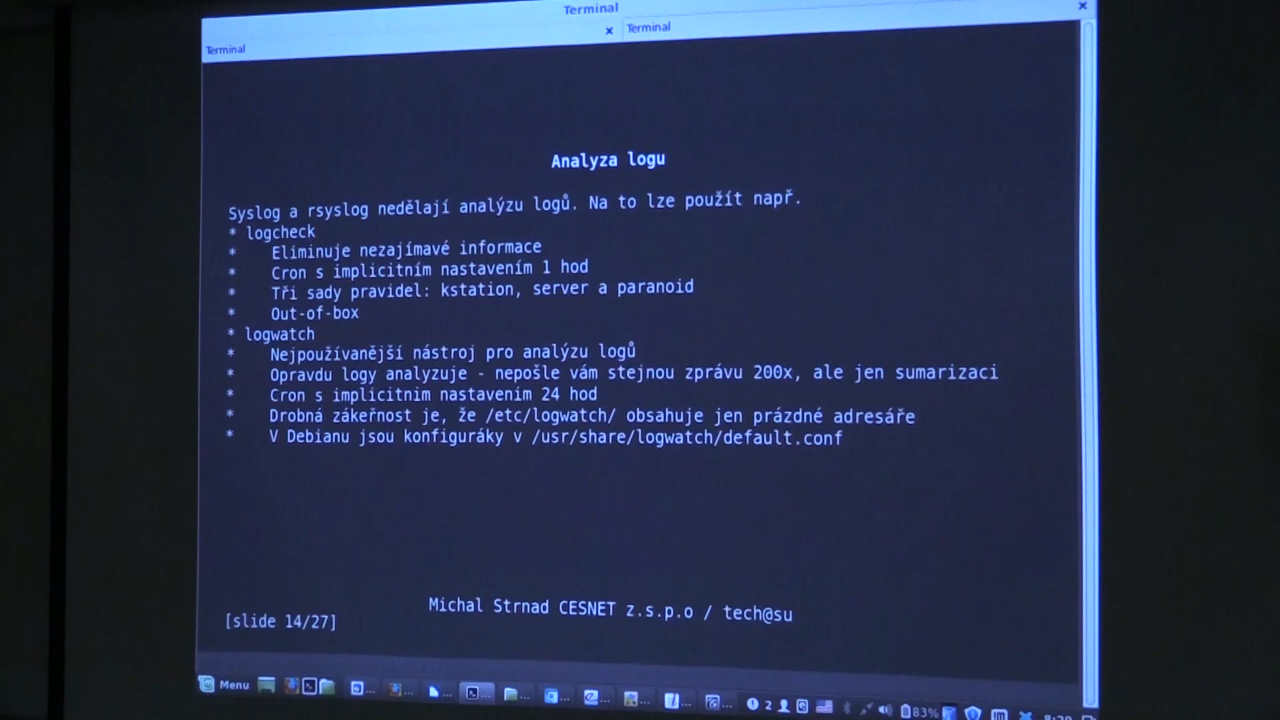 Terminal
Terminal
Terminal
Analyza logu
Syslog a rsyslog nedělají analýzu logů. Na to lze použít např.
* logcheck
* Eliminuje nezajímavé informace
* Cron s implicitním nastavením 1 hod
* Tři sady pravidel: kstation, server a paranoid
* Out-of-box
* logwatch
* Nejpoužívanější nástroj pro analýzu logů
* Opravdu logy analyzuje - nepošle vám stejnou zprávu 200x, ale jen sumarizaci
* Cron s implicitnim nastavenim 24 hod
* Drobná zákeřnost je, že /etc/logwatch/ obsahuje jen prázdné adresáře
* V Debianu jsou konfiguráky v /usr/share/logwatch/default.conf
Michal Strnad CESNET z.s.p.o / tech@su
[slide 14/27]
Menu ... ... ... ... ... ... ... ... ... ... 2 83%